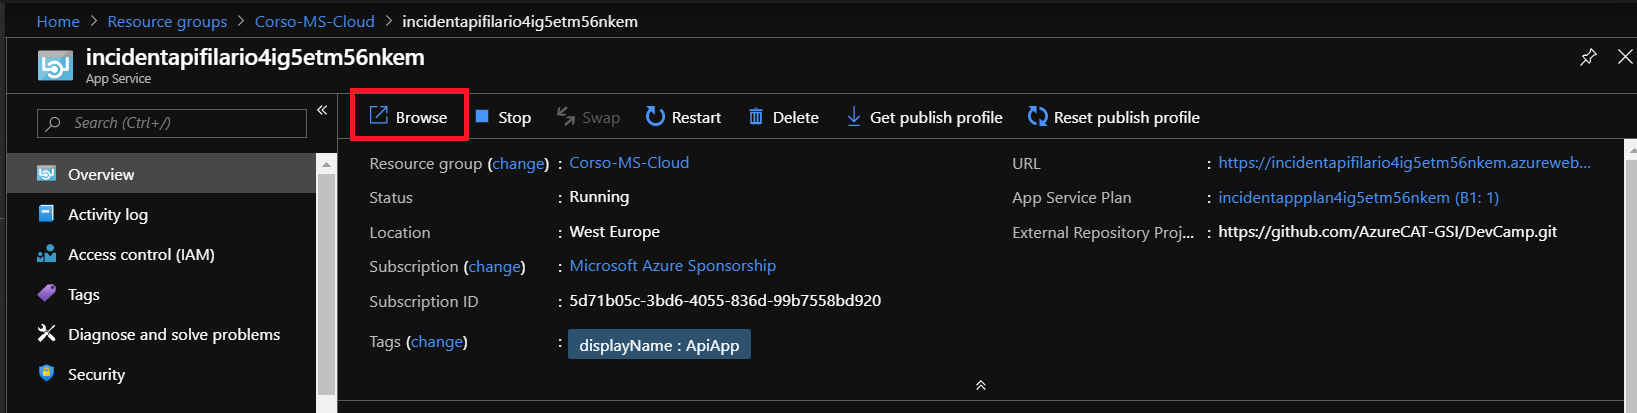 Home > Resource groups > Corso-MS-Cloud > incidentapifilario4ig5etm56nkem
incidentapifilario4ig5etm56nkem
App Service
Search (Ctrl+/)
«
Browse Stop Swap Restart Delete Get publish profile Reset publish profile
Overview
Activity log
Access control (IAM)
Tags
Diagnose and solve problems
Security
Resource group (change) : Corso-MS-Cloud
Status : Running
Location : West Europe
Subscription (change) : Microsoft Azure Sponsorship
Subscription ID : 5d71b05c-3bd6-4055-836d-99b7558bd920
Tags (change) : displayName : ApiApp
URL : https://incidentapifilario4ig5etm56nkem.azureweb...
App Service Plan : incidentappplan4ig5etm56nkem (B1: 1)
External Repository Proj... : https://github.com/AzureCAT-GSI/DevCamp.git